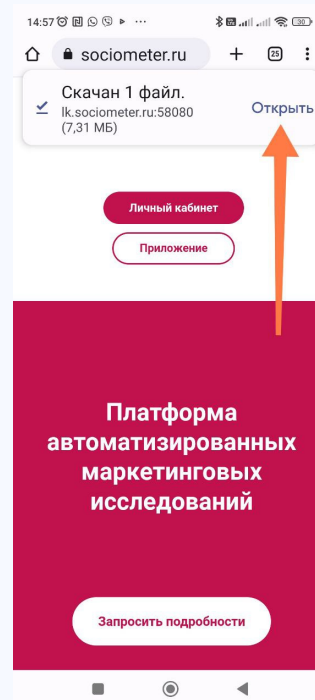 14:57
30
sociometer.ru
25
Скачан 1 файл.
lk.sociometer.ru:58080
(7,31 МБ)
Открыть
Личный кабинет
Приложение
Платформа
автоматизированных
маркетинговых
исследований
Запросить подробности